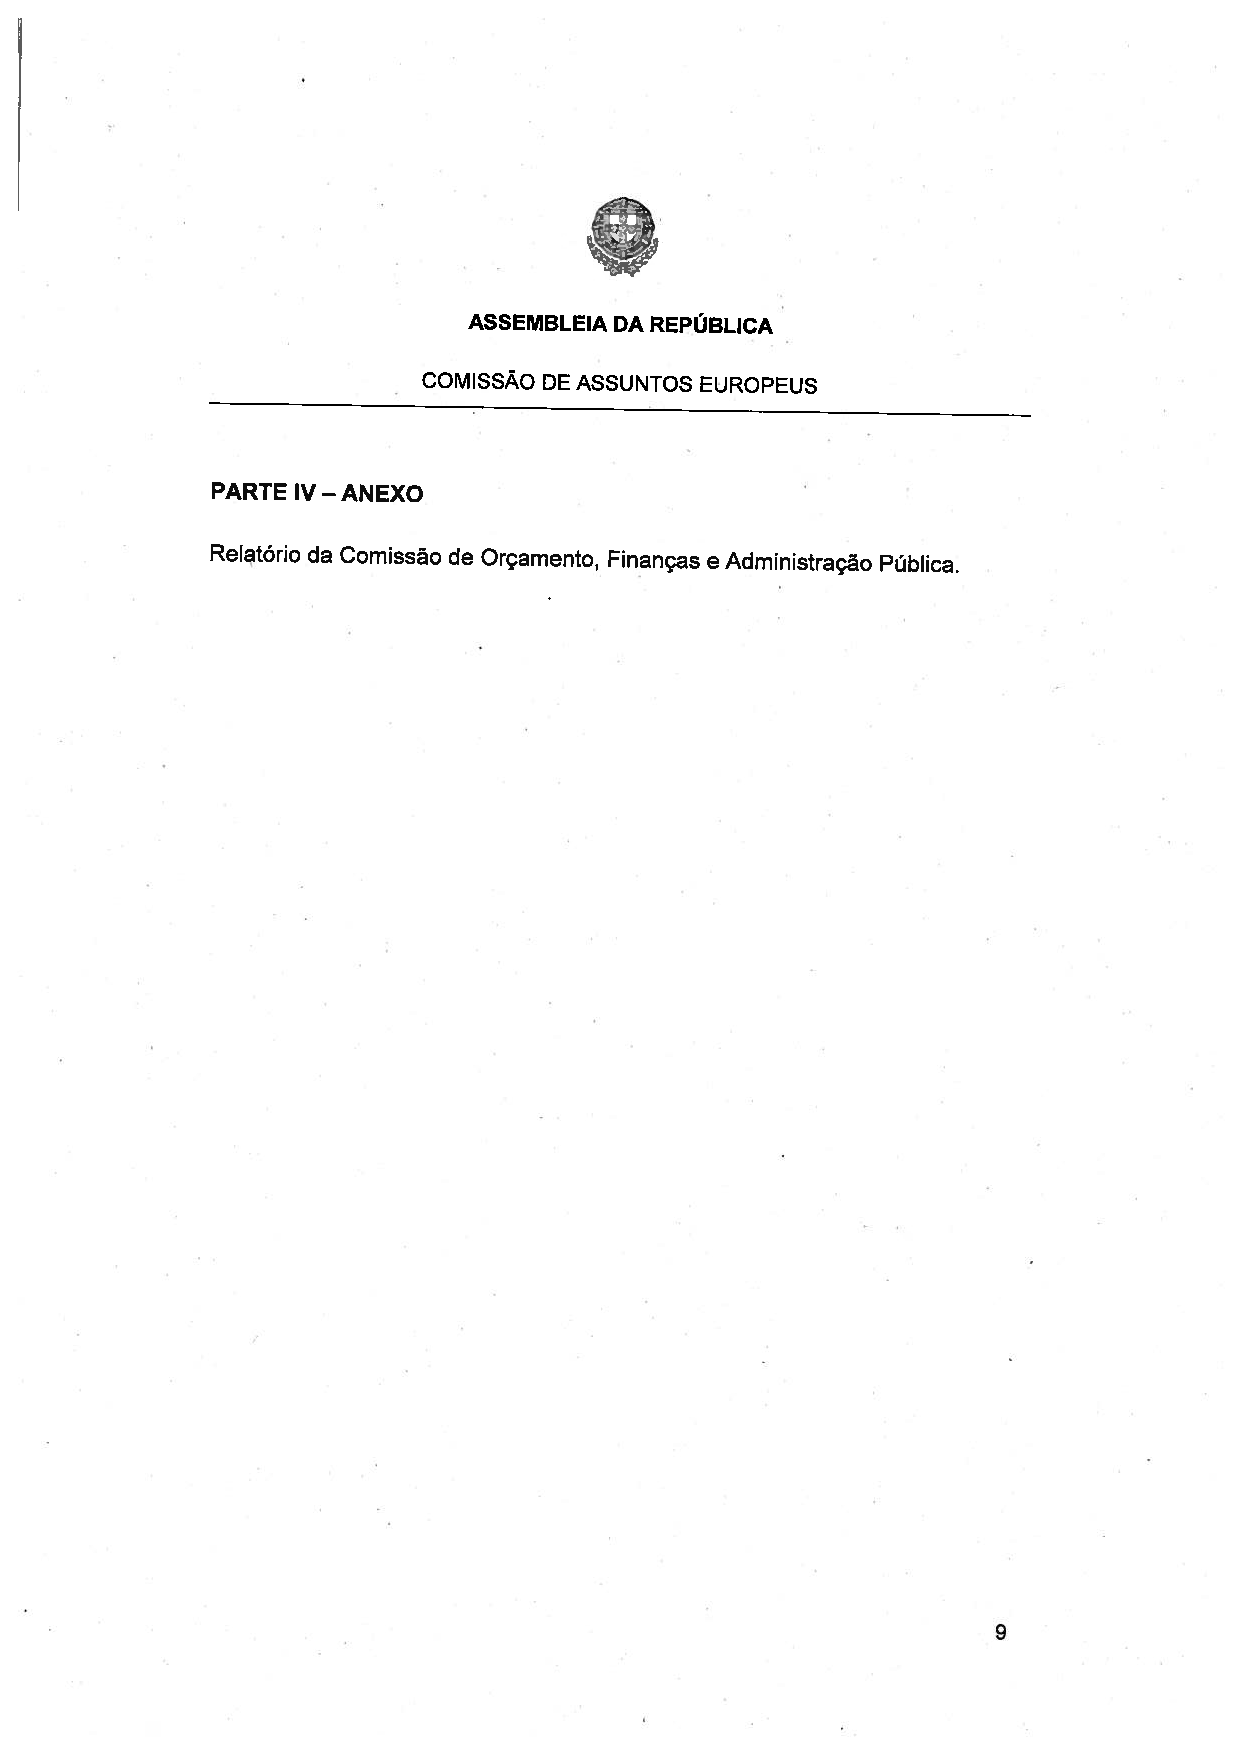 ASSEMBLEIA DA REPÚBLICA
COMISSÃO DE ASSUNTOS EUROPEUS
PARTE IV – ANEXO
Relatório da Comissão de Orçamento, Finanças e Administração Pública.
9